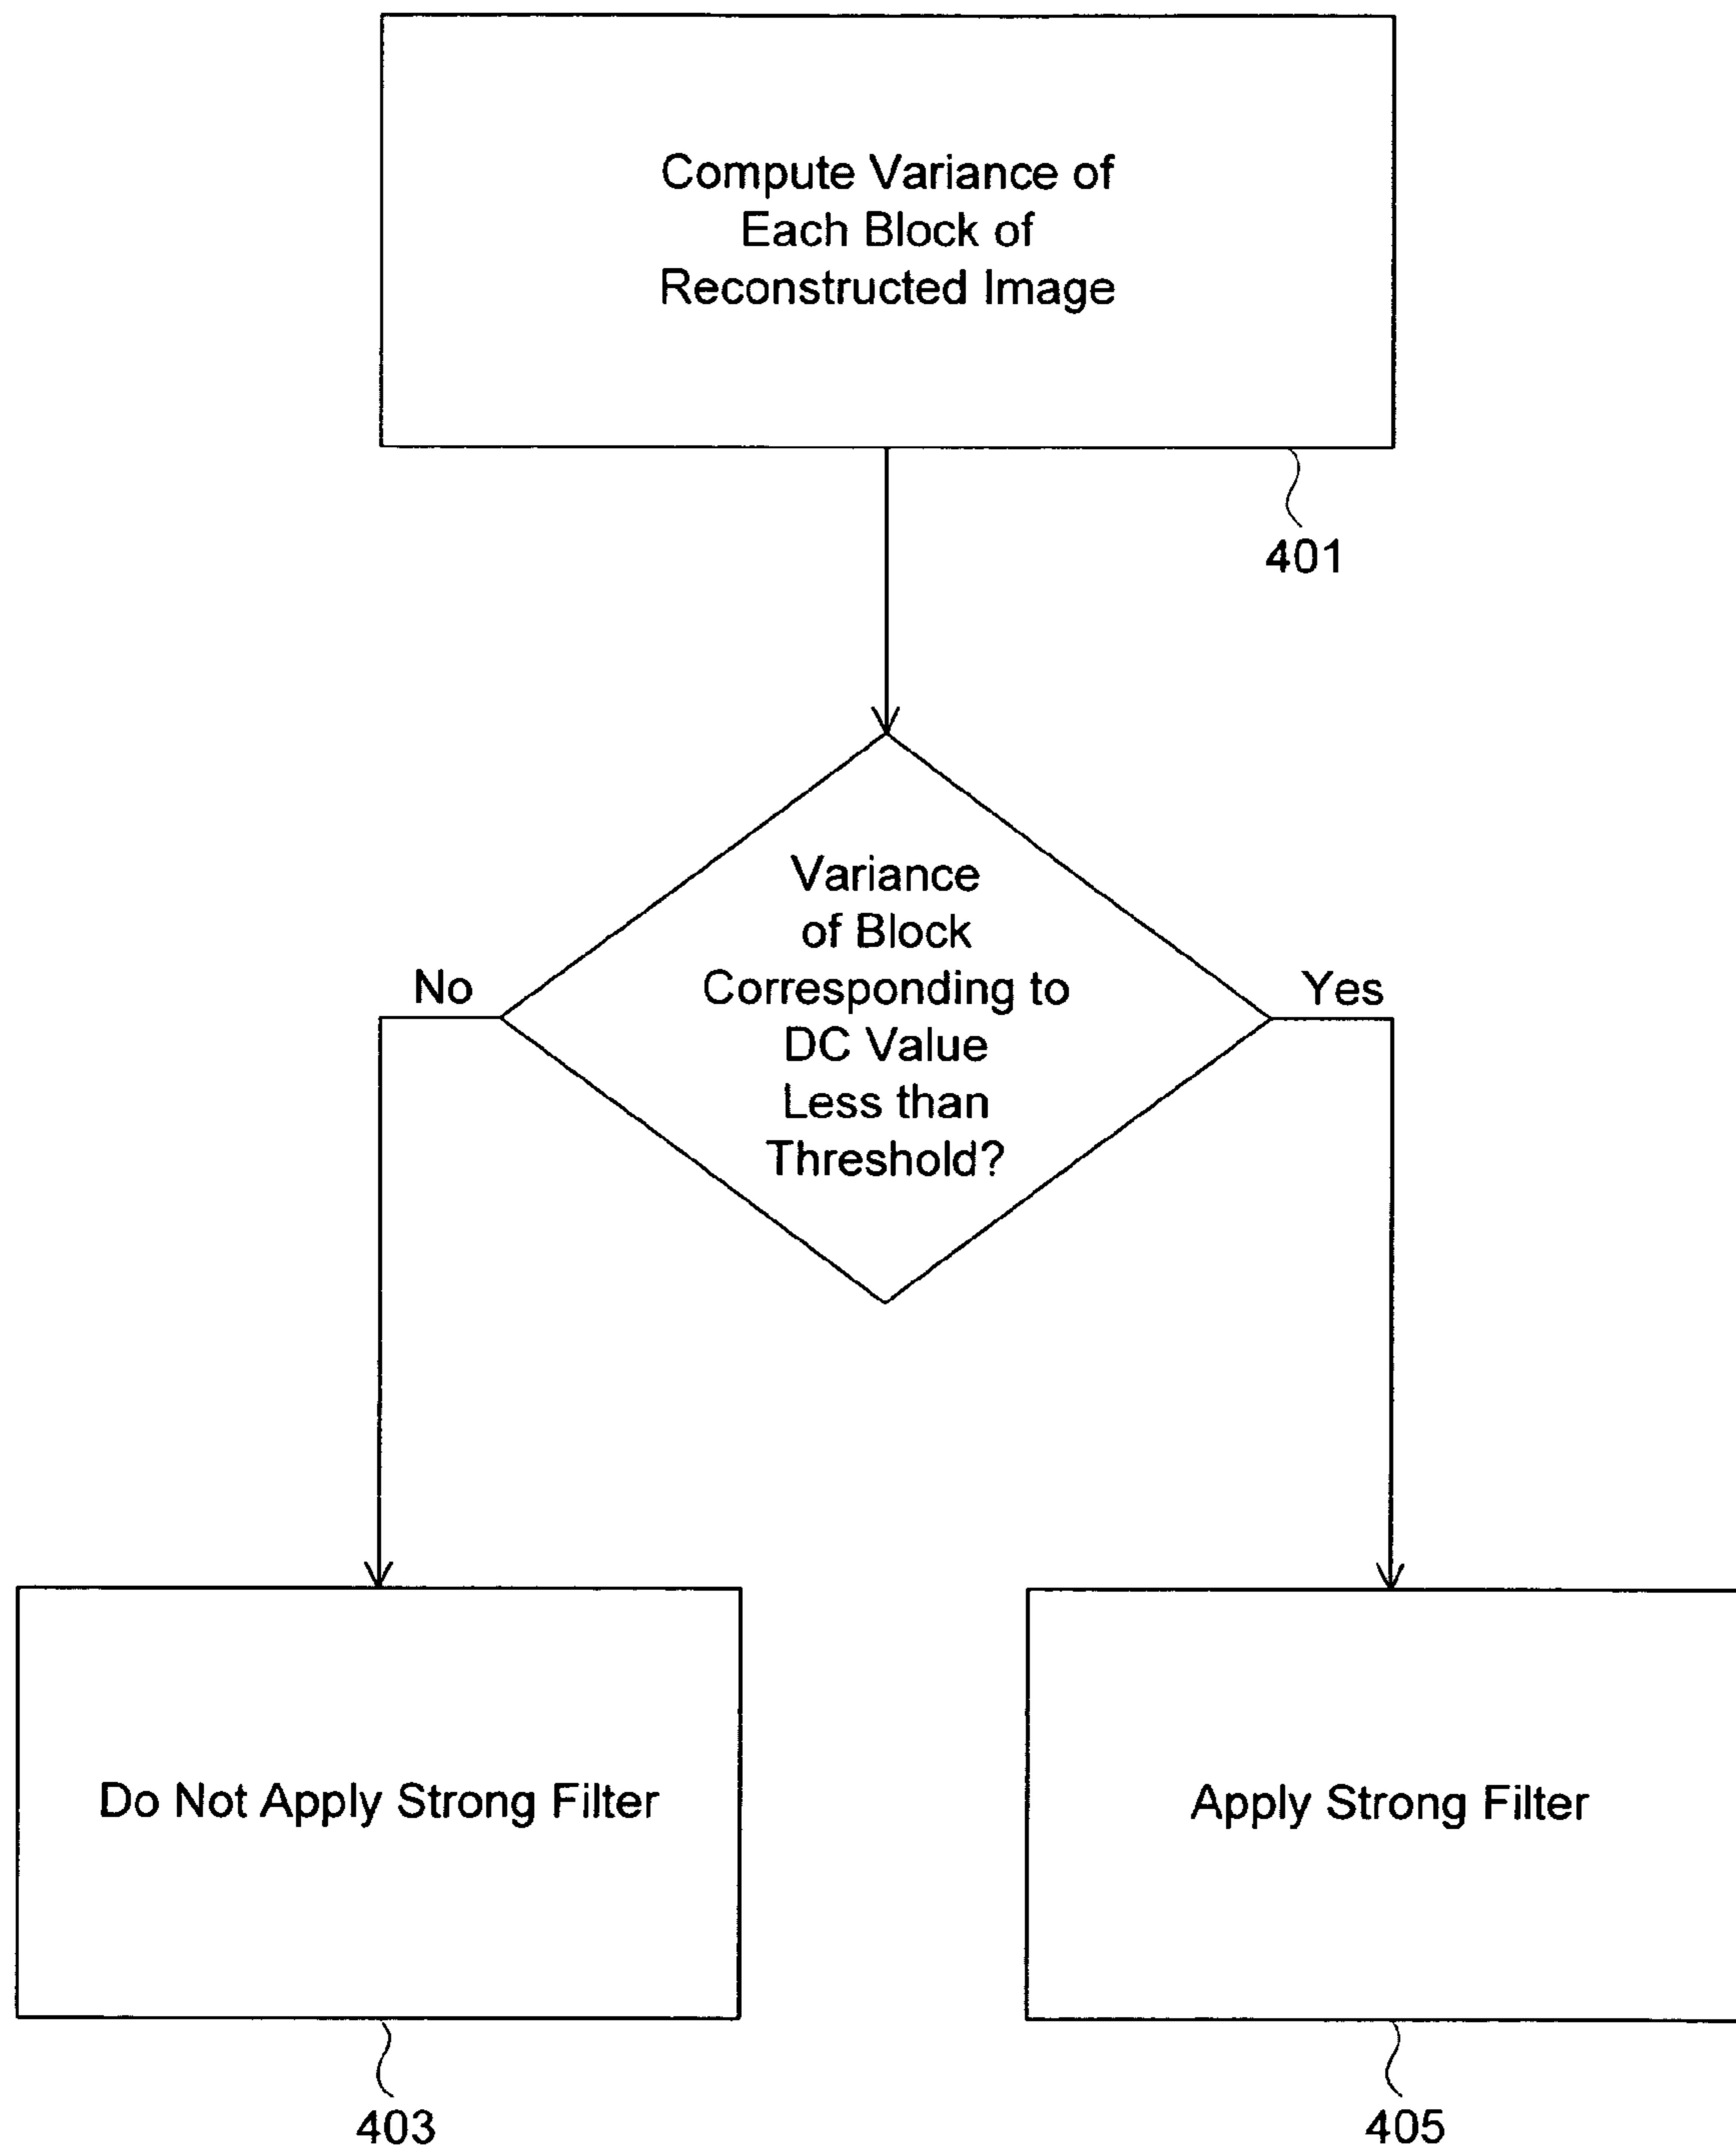 Compute Variance of
Each Block of
Reconstructed Image
401
Variance
of Block
Corresponding to
DC Value
Less than
Threshold?
No
Yes
Do Not Apply Strong Filter
Apply Strong Filter
403
405